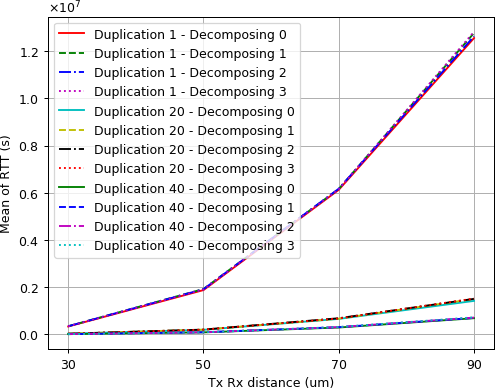 ×10⁷
Duplication 1 - Decomposing 0
Duplication 1 - Decomposing 1
Duplication 1 - Decomposing 2
Duplication 1 - Decomposing 3
Duplication 20 - Decomposing 0
Duplication 20 - Decomposing 1
Duplication 20 - Decomposing 2
Duplication 20 - Decomposing 3
Duplication 40 - Decomposing 0
Duplication 40 - Decomposing 1
Duplication 40 - Decomposing 2
Duplication 40 - Decomposing 3
1.2
1.0
0.8
0.6
0.4
0.2
0.0
Mean of RTT (s)
30 50 70 90
Tx Rx distance (um)